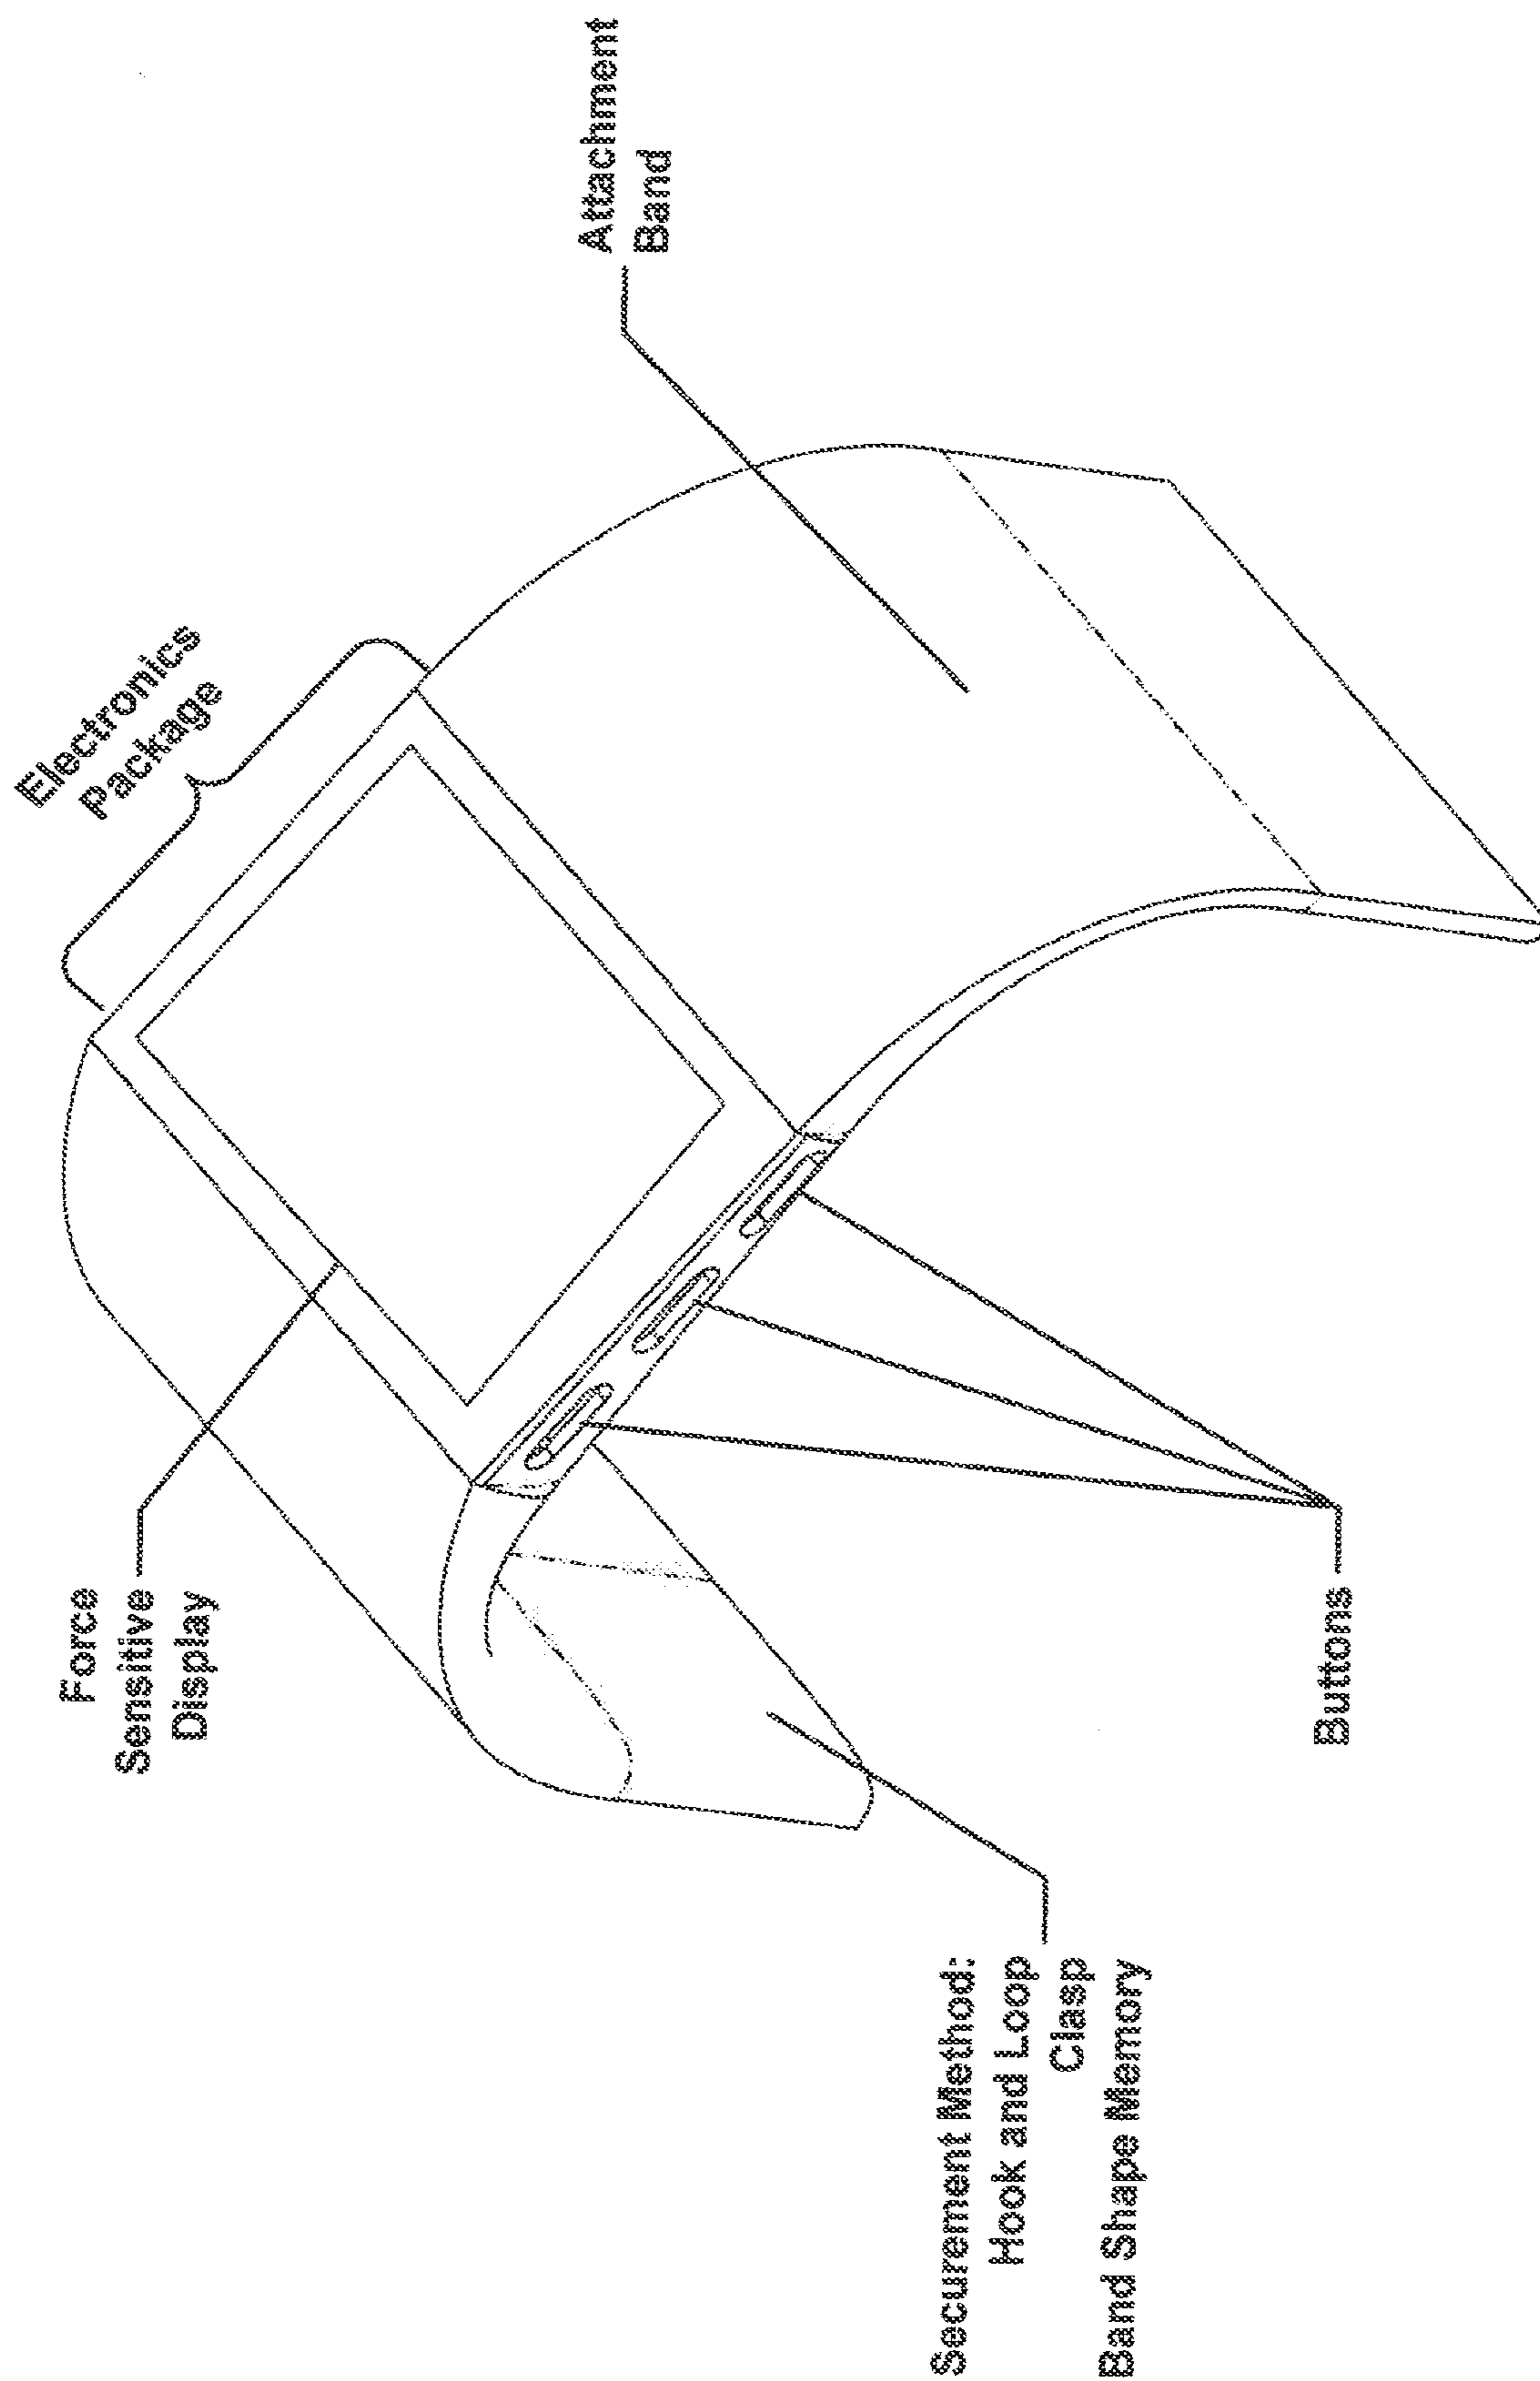 Electronics
Package
Force
Sensitive
Display
Attachment
Band
Securement Method:
Hook and Loop
Clasp
Band Shape Memory
Buttons